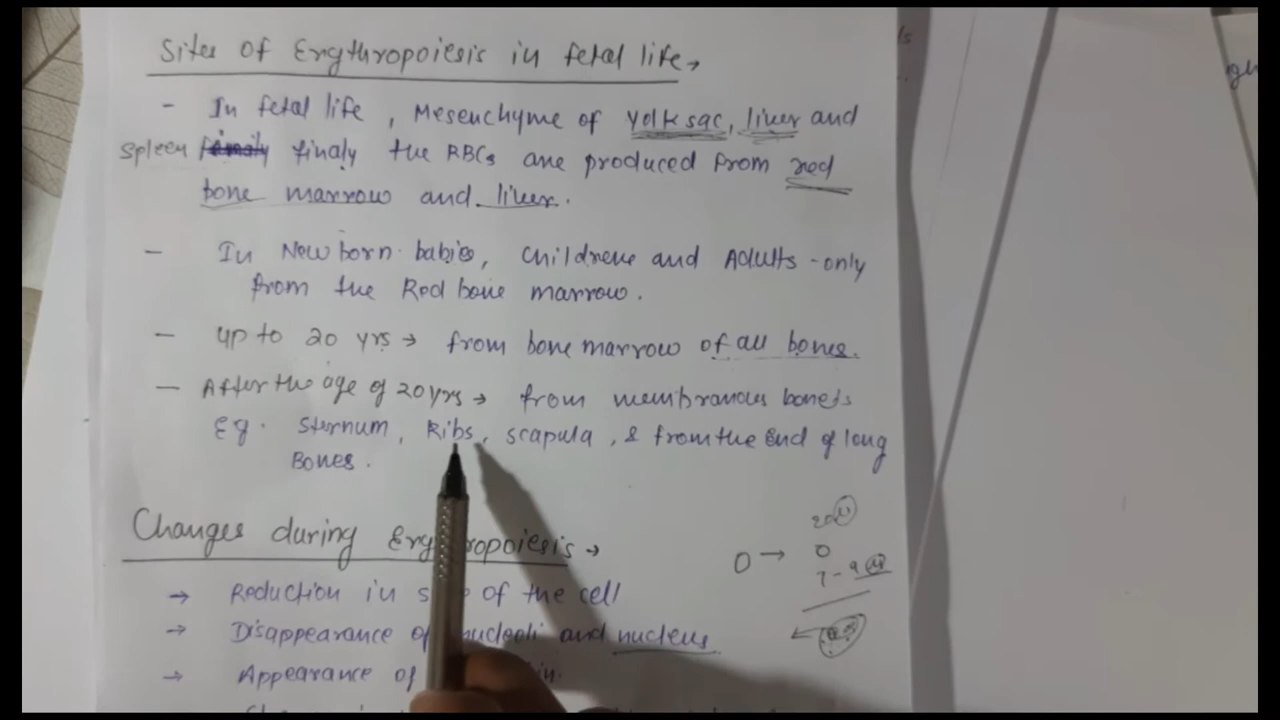 Sites of Erythropoiesis in fetal life →
- In fetal life , Mesenchyme of yolk sac, liver and
spleen finaly the RBCs are produced from red
bone marrow and liver.
- In New born babies, childrene and Adults - only
from the Red bone marrow.
- up to 20 yrs → from bone marrow of all bones.
- After the age of 20 yrs → from membranous bones
Eg. Sternum, Ribs, scapula, & from the End of long
Bones.
Changes during Erythropoiesis →
→ Reduction in of the cell
→ Disappearance of nucleoli and nucleus
→ Appearance of